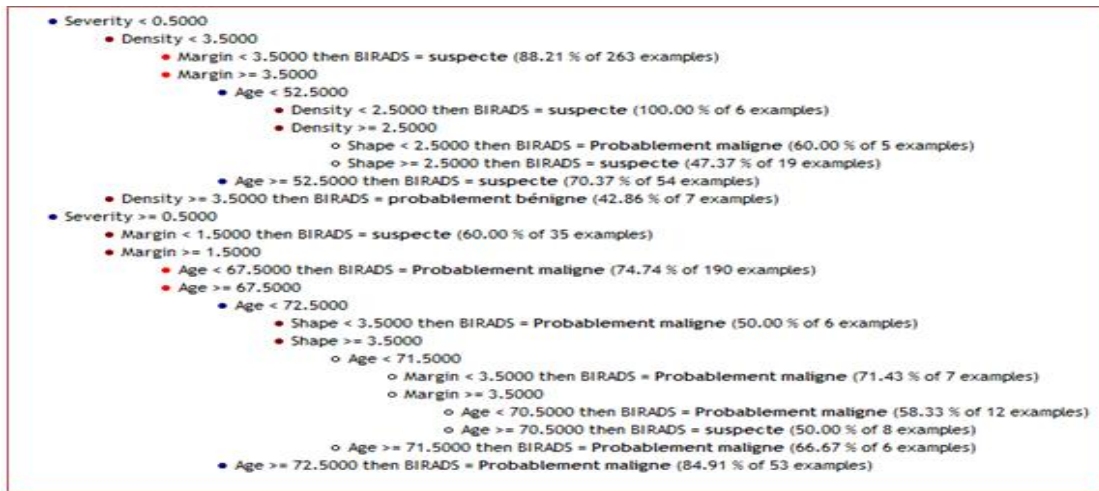 Severity < 0.5000
Density < 3.5000
Margin < 3.5000 then BIRADS = suspecte (88.21 % of 263 examples)
Margin >= 3.5000
Age < 52.5000
Density < 2.5000 then BIRADS = suspecte (100.00 % of 6 examples)
Density >= 2.5000
Shape < 2.5000 then BIRADS = Probablement maligne (60.00 % of 5 examples)
Shape >= 2.5000 then BIRADS = suspecte (47.37 % of 19 examples)
Age >= 52.5000 then BIRADS = suspecte (70.37 % of 54 examples)
Density >= 3.5000 then BIRADS = probablement bénigne (42.86 % of 7 examples)
Severity >= 0.5000
Margin < 1.5000 then BIRADS = suspecte (60.00 % of 35 examples)
Margin >= 1.5000
Age < 67.5000 then BIRADS = Probablement maligne (74.74 % of 190 examples)
Age >= 67.5000
Age < 72.5000
Shape < 3.5000 then BIRADS = Probablement maligne (50.00 % of 6 examples)
Shape >= 3.5000
Age < 71.5000
Margin < 3.5000 then BIRADS = Probablement maligne (71.43 % of 7 examples)
Margin >= 3.5000
Age < 70.5000 then BIRADS = Probablement maligne (58.33 % of 12 examples)
Age >= 70.5000 then BIRADS = suspecte (50.00 % of 8 examples)
Age >= 71.5000 then BIRADS = Probablement maligne (66.67 % of 6 examples)
Age >= 72.5000 then BIRADS = Probablement maligne (84.91 % of 53 examples)